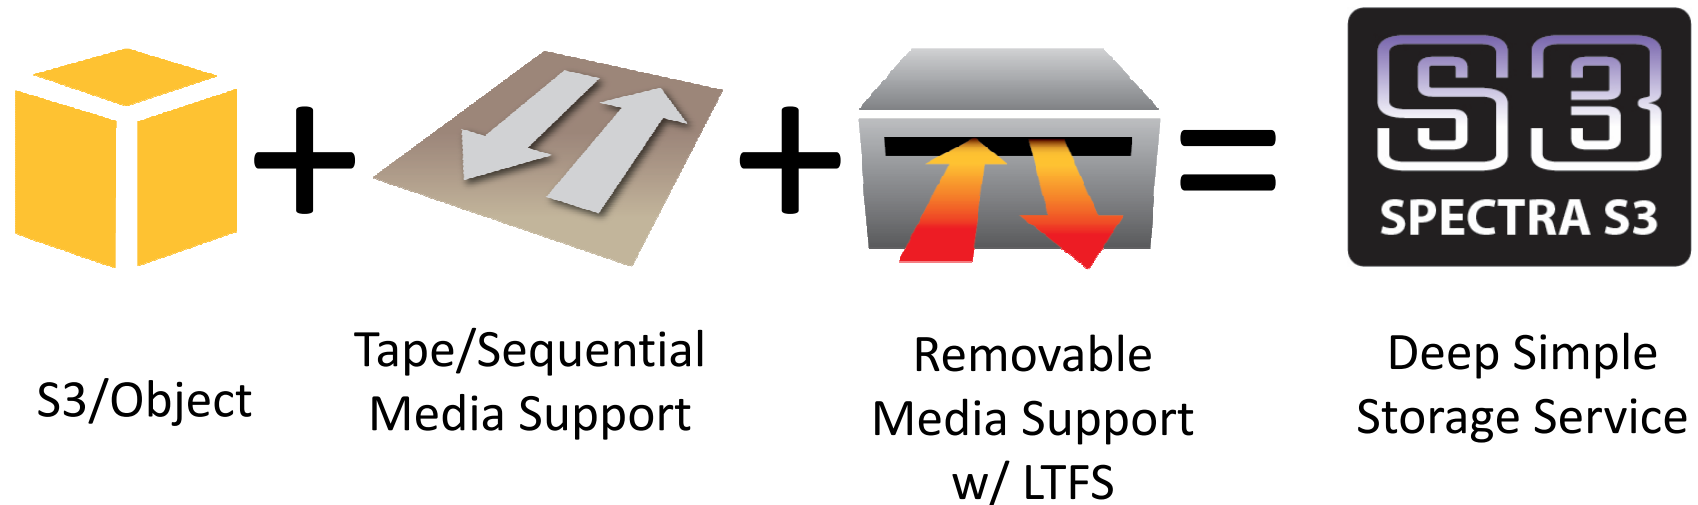 S3
SPECTRA S3
S3/Object
Tape/Sequential
Media Support
Removable
Media Support
w/ LTFS
Deep Simple
Storage Service